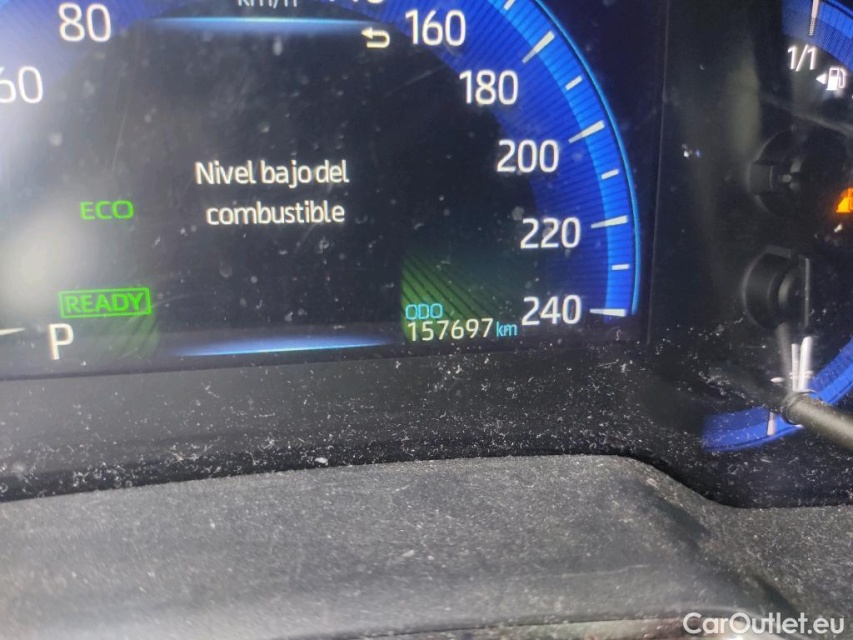 km/h
80
160
60
180
1/1
Nivel bajo del
combustible
200
ECO
220
READY
ODO
157697 km
240
P
CarOutlet.eu